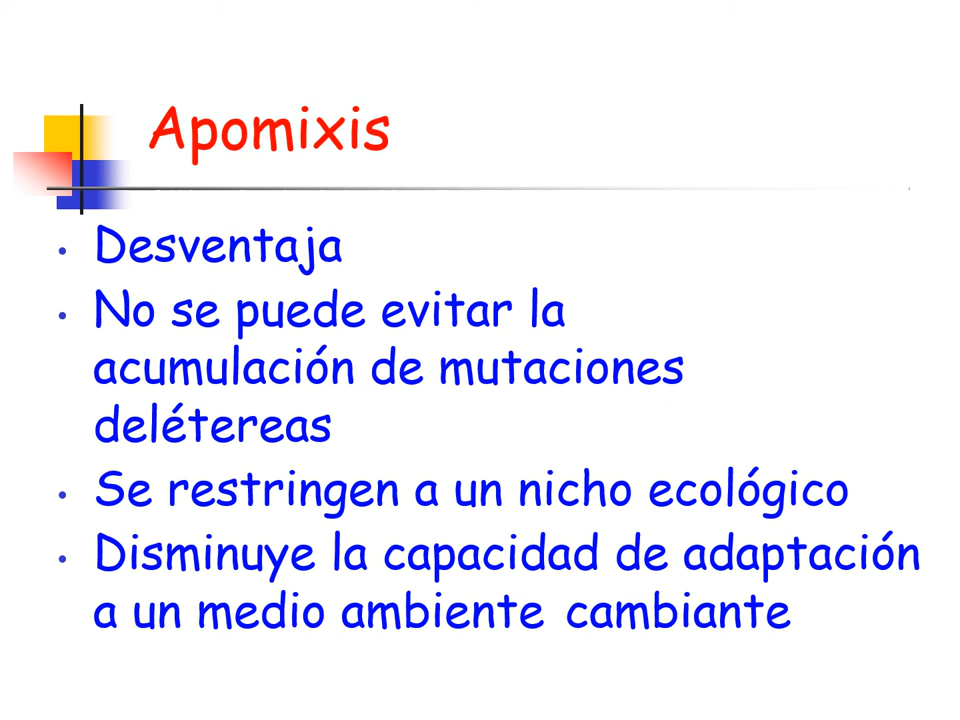 Apomixis
• Desventaja
• No se puede evitar la
acumulación de mutaciones
delétereas
• Se restringen a un nicho ecológico
• Disminuye la capacidad de adaptación
a un medio ambiente cambiante